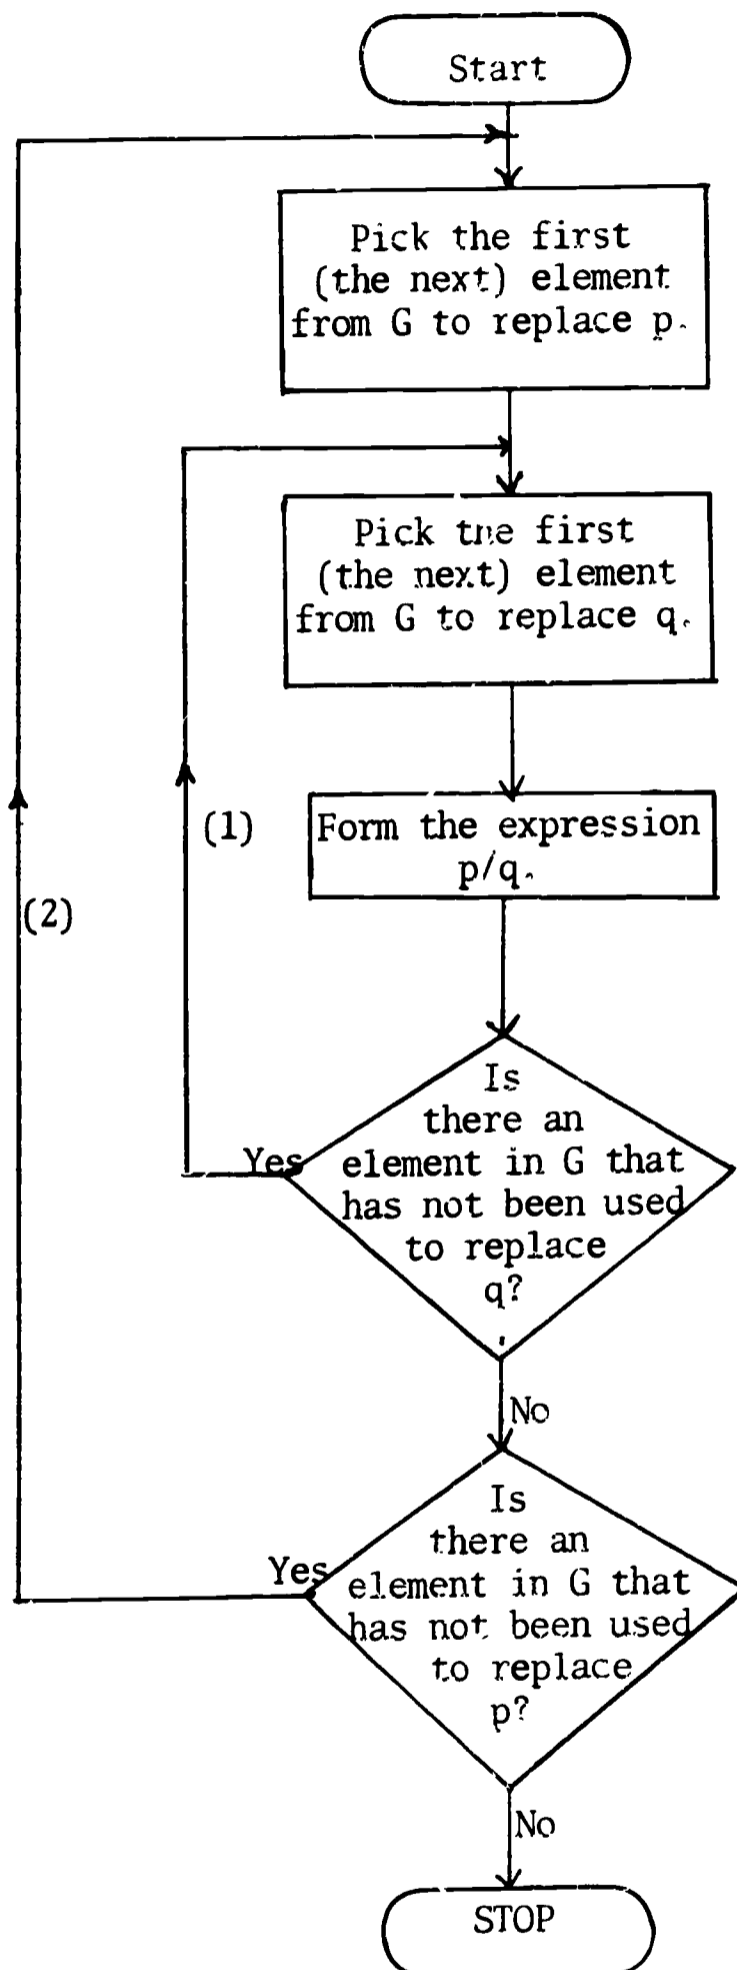 Start
Pick the first
(the next) element
from G to replace p.
Pick the first
(the next) element
from G to replace q.
(1)
Form the expression
p/q.
(2)
Is
there an
Yes
element in G that
has not been used
to replace
q?
No
Is
there an
Yes
element in G that
has not been used
to replace
p?
No
STOP